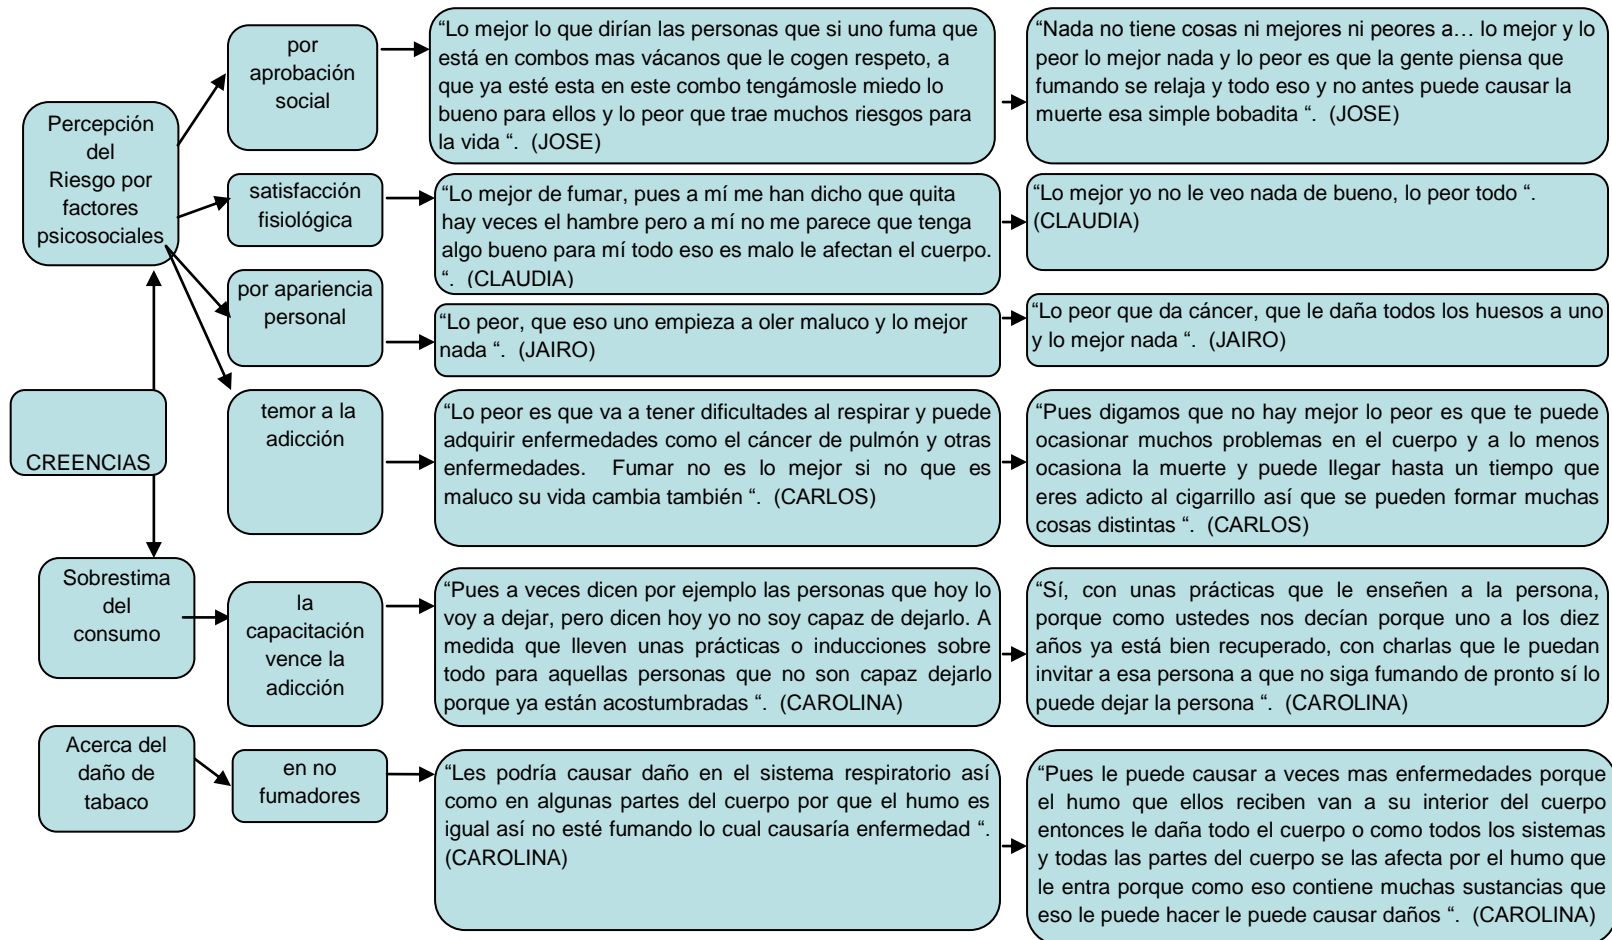 CREENCIAS
Percepción
del
Riesgo por
factores
psicosociales
por
aprobación
social
“Lo mejor lo que dirían las personas que si uno fuma que
está en combos mas vácanos que le cogen respeto, a
que ya esté esta en este combo tengámosle miedo lo
bueno para ellos y lo peor que trae muchos riesgos para
la vida “. (JOSE)
“Nada no tiene cosas ni mejores ni peores a… lo mejor y lo
peor lo mejor nada y lo peor es que la gente piensa que
fumando se relaja y todo eso y no antes puede causar la
muerte esa simple bobadita “. (JOSE)
satisfacción
fisiológica
“Lo mejor de fumar, pues a mí me han dicho que quita
hay veces el hambre pero a mí no me parece que tenga
algo bueno para mí todo eso es malo le afectan el cuerpo.
“. (CLAUDIA)
“Lo mejor yo no le veo nada de bueno, lo peor todo “.
(CLAUDIA)
por apariencia
personal
“Lo peor, que eso uno empieza a oler maluco y lo mejor
nada “. (JAIRO)
“Lo peor que da cáncer, que le daña todos los huesos a uno
y lo mejor nada “. (JAIRO)
temor a la
adicción
“Lo peor es que va a tener dificultades al respirar y puede
adquirir enfermedades como el cáncer de pulmón y otras
enfermedades. Fumar no es lo mejor si no que es
maluco su vida cambia también “. (CARLOS)
“Pues digamos que no hay mejor lo peor es que te puede
ocasionar muchos problemas en el cuerpo y a lo menos
ocasiona la muerte y puede llegar hasta un tiempo que
eres adicto al cigarrillo así que se pueden formar muchas
cosas distintas “. (CARLOS)
Sobrestima
del
consumo
la
capacitación
vence la
adicción
“Pues a veces dicen por ejemplo las personas que hoy lo
voy a dejar, pero dicen hoy yo no soy capaz de dejarlo. A
medida que lleven unas prácticas o inducciones sobre
todo para aquellas personas que no son capaz dejarlo
porque ya están acostumbradas “. (CAROLINA)
“Sí, con unas prácticas que le enseñen a la persona,
porque como ustedes nos decían porque uno a los diez
años ya está bien recuperado, con charlas que le puedan
invitar a esa persona a que no siga fumando de pronto sí lo
puede dejar la persona “. (CAROLINA)
Acerca del
daño de
tabaco
en no
fumadores
“Les podría causar daño en el sistema respiratorio así
como en algunas partes del cuerpo por que el humo es
igual así no esté fumando lo cual causaría enfermedad “.
(CAROLINA)
“Pues le puede causar a veces mas enfermedades porque
el humo que ellos reciben van a su interior del cuerpo
entonces le daña todo el cuerpo o como todos los sistemas
y todas las partes del cuerpo se las afecta por el humo que
le entra porque como eso contiene muchas sustancias que
eso le puede hacer le puede causar daños “. (CAROLINA)